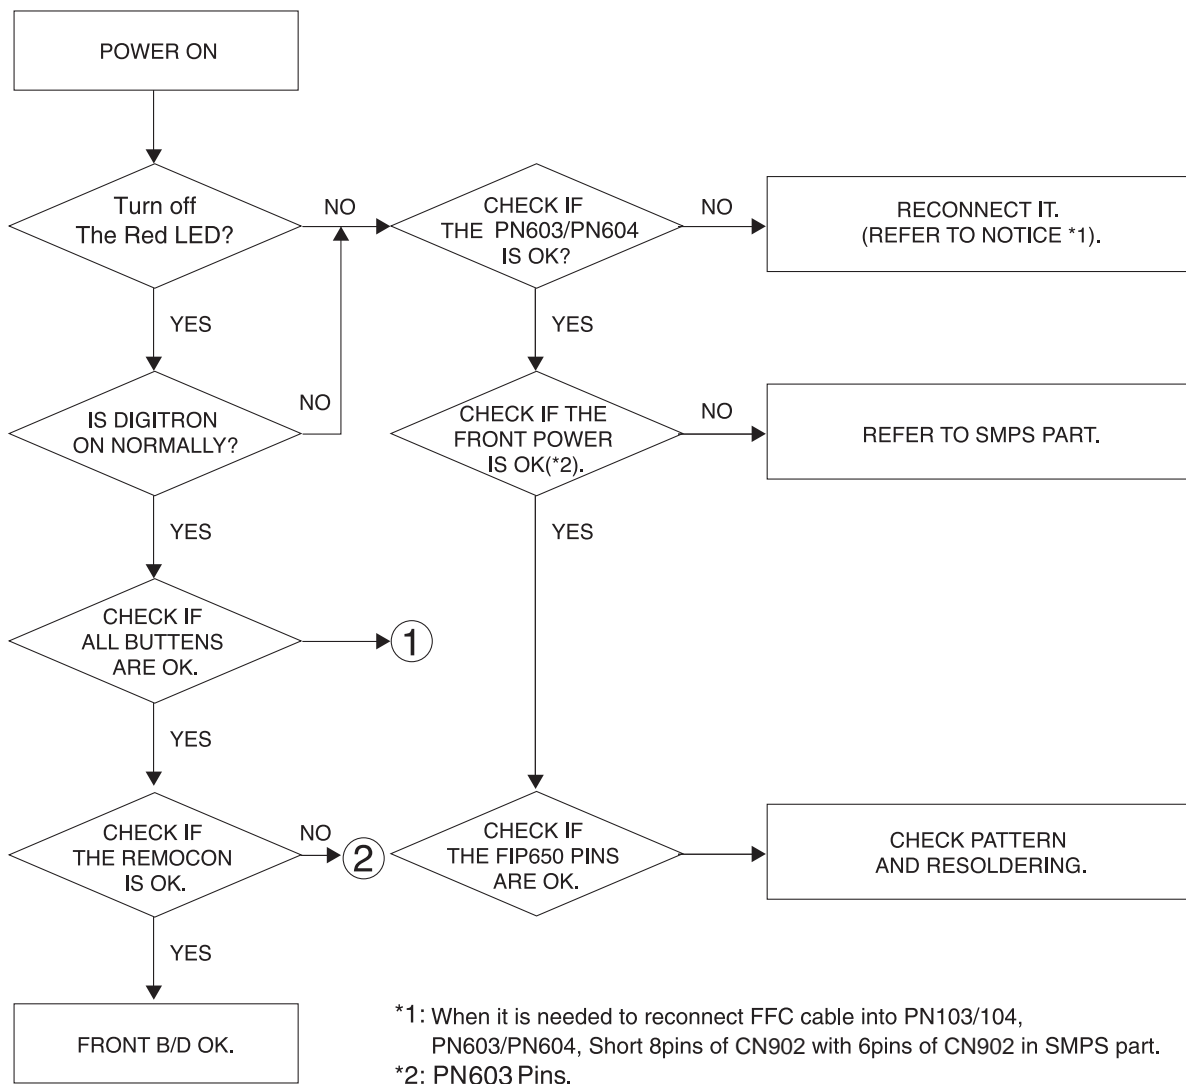 POWER ON
Turn off
The Red LED?
NO
CHECK IF
THE PN603/PN604
IS OK?
NO
RECONNECT IT.
(REFER TO NOTICE *1).
YES
YES
IS DIGITRON
ON NORMALLY?
NO
CHECK IF THE
FRONT POWER
IS OK(*2).
NO
REFER TO SMPS PART.
YES
YES
CHECK IF
ALL BUTTENS
ARE OK.
1
YES
CHECK IF
THE REMOCON
IS OK.
NO
2
CHECK IF
THE FIP650 PINS
ARE OK.
CHECK PATTERN
AND RESOLDERING.
YES
FRONT B/D OK.
*1: When it is needed to reconnect FFC cable into PN103/104,
PN603/PN604, Short 8pins of CN902 with 6pins of CN902 in SMPS part.
*2: PN603 Pins.